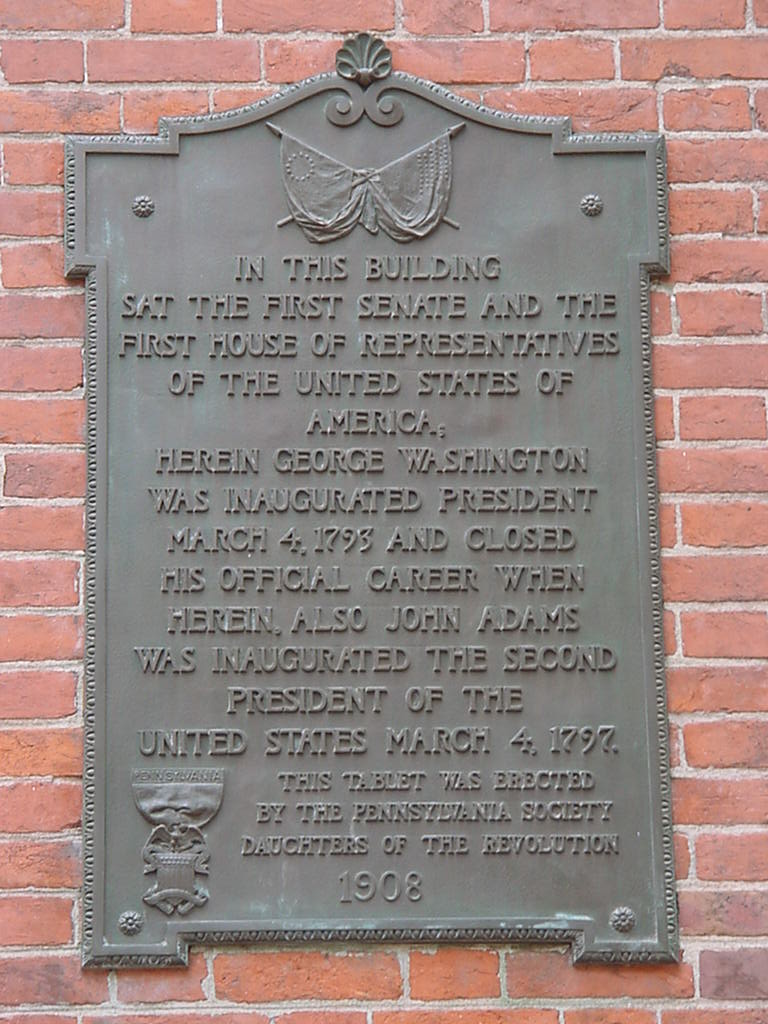 IN THIS BUILDING
SAT THE FIRST SENATE AND THE
FIRST HOUSE OF REPRESENTATIVES
OF THE UNITED STATES OF
AMERICA;
HEREIN GEORGE WASHINGTON
WAS INAUGURATED PRESIDENT
MARCH 4, 1793 AND CLOSED
HIS OFFICIAL CAREER WHEN
HEREIN, ALSO JOHN ADAMS
WAS INAUGURATED THE SECOND
PRESIDENT OF THE
UNITED STATES MARCH 4, 1797.
PENNSYLVANIA
THIS TABLET WAS ERECTED
BY THE PENNSYLVANIA SOCIETY
DAUGHTERS OF THE REVOLUTION
1908